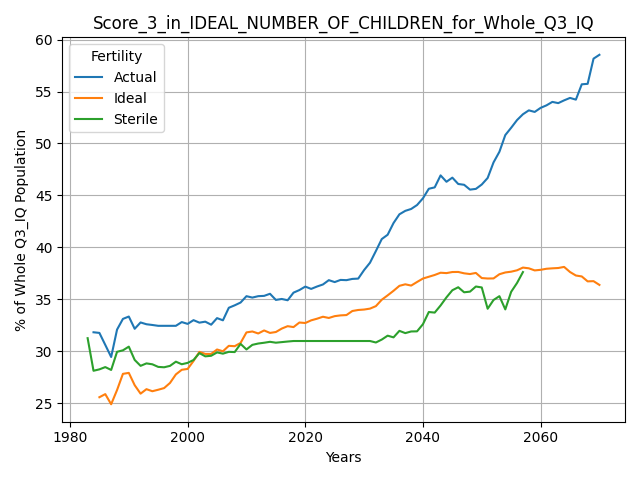 Score_3_in_IDEAL_NUMBER_OF_CHILDREN_for_Whole_Q3_IQ
Fertility
Actual
Ideal
Sterile
% of Whole Q3_IQ Population
60
55
50
45
40
35
30
25
1980
2000
2020
2040
2060
Years